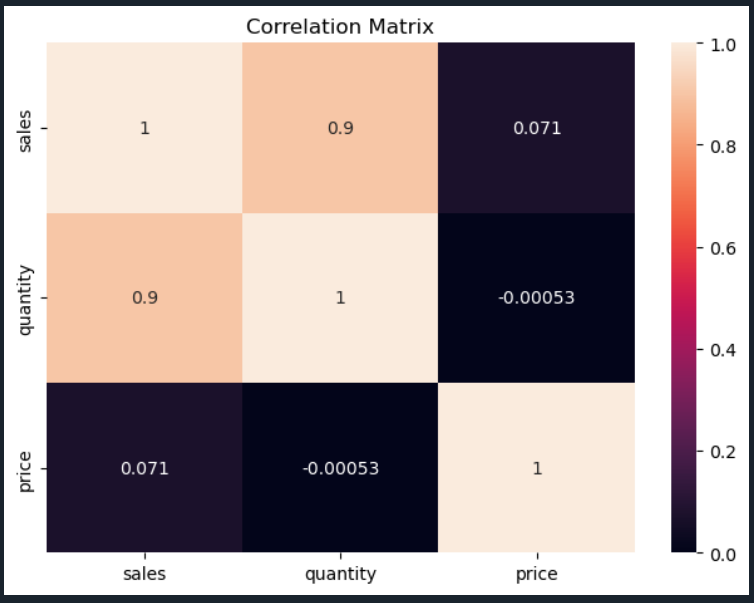 Correlation Matrix
sales 1 0.9 0.071
quantity 0.9 1 -0.00053
price 0.071 -0.00053 1
sales quantity price
1.0
0.8
0.6
0.4
0.2
0.0